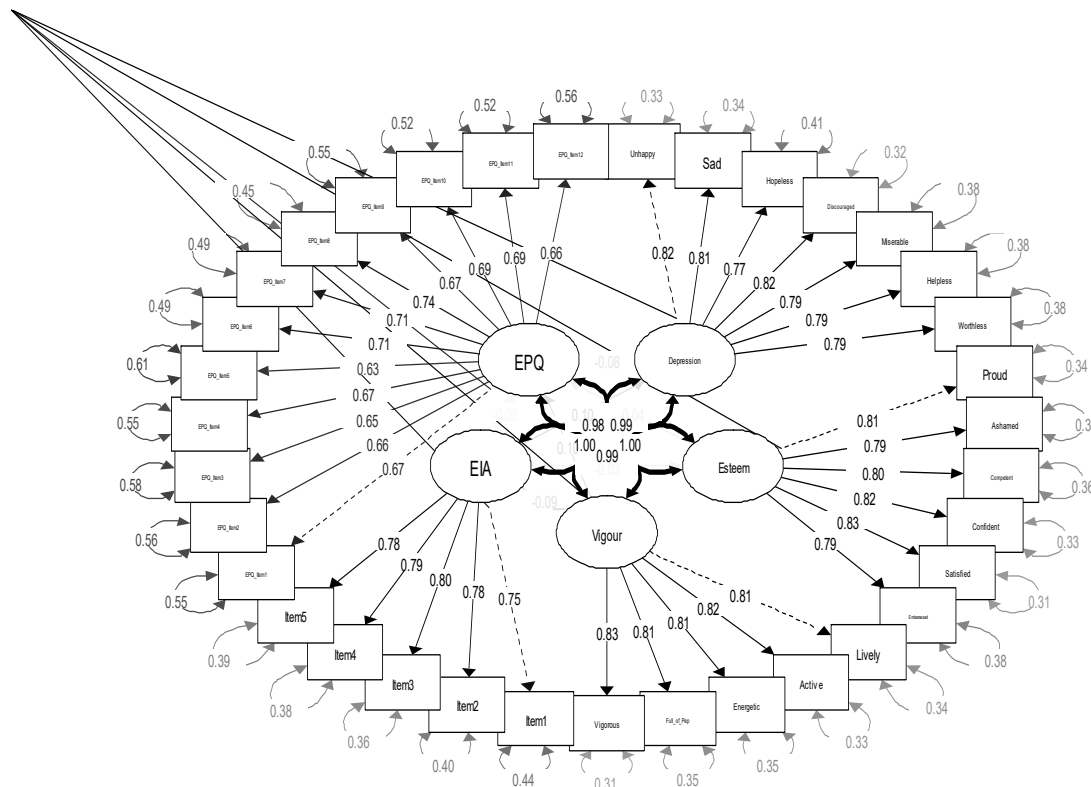 0.52
0.56
0.33
0.34
0.52
0.41
0.55
0.32
0.45
0.38
0.49
0.38
0.49
0.38
0.61
0.34
0.55
0.58
0.36
0.56
0.33
0.55
0.31
0.39
0.38
0.38
0.34
0.36
0.33
0.40
0.44
0.31
0.35
0.35
EPQ_Item12
Unhappy
EPQ_Item11
Sad
EPQ_Item10
Hopeless
EPQ_Item9
Discouraged
EPQ_Item8
Miserable
EPQ_Item7
Helpless
EPQ_Item6
Worthless
EPQ_Item5
Proud
EPQ_Item4
Ashamed
EPQ_Item3
Competent
EPQ_Item2
Confident
EPQ_Item1
Satisfied
Item5
Item4
Lively
Item3
Active
Item2
Energetic
Item1
Vigorous
Full_of_Pep
0.66
0.69
0.69
0.67
0.74
0.71
0.71
0.63
0.67
0.65
0.66
0.67
0.82
0.81
0.77
0.82
0.79
0.79
0.79
EPQ
Depression
-0.08
0.10
0.98
0.99
1.00
1.00
0.99
-0.09
EIA
Esteem
Vigour
0.81
0.79
0.80
0.82
0.83
0.79
0.78
0.79
0.80
0.78
0.75
0.83
0.81
0.81
0.82
0.81